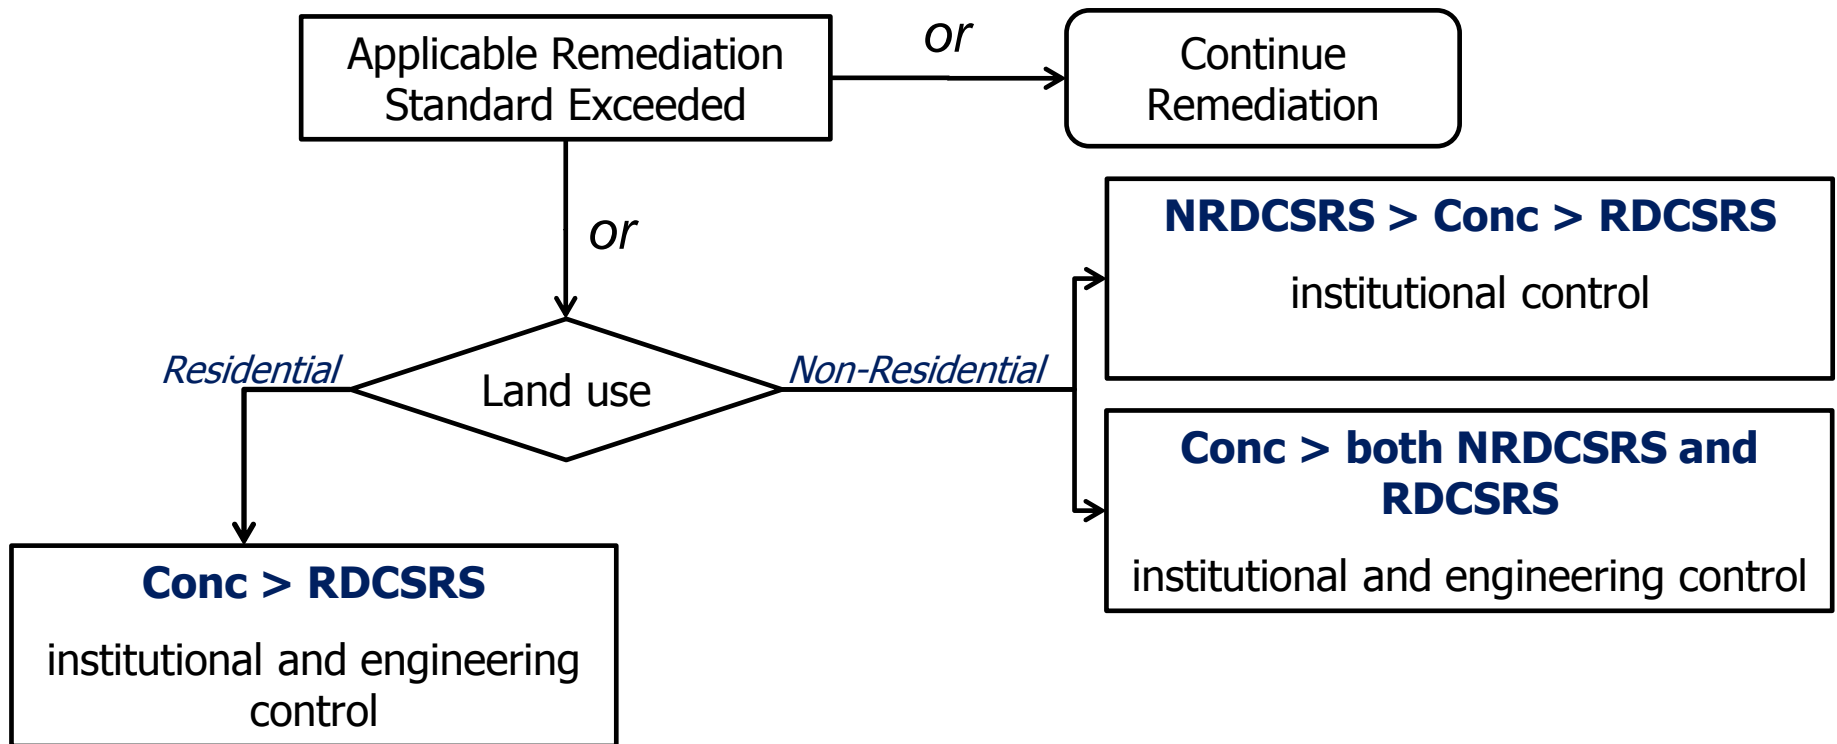 Applicable Remediation
Standard Exceeded
or
Continue
Remediation
or
NRDCSRS > Conc > RDCSRS
institutional control
Residential
Land use
Non-Residential
Conc > both NRDCSRS and
RDCSRS
institutional and engineering control
Conc > RDCSRS
institutional and engineering
control